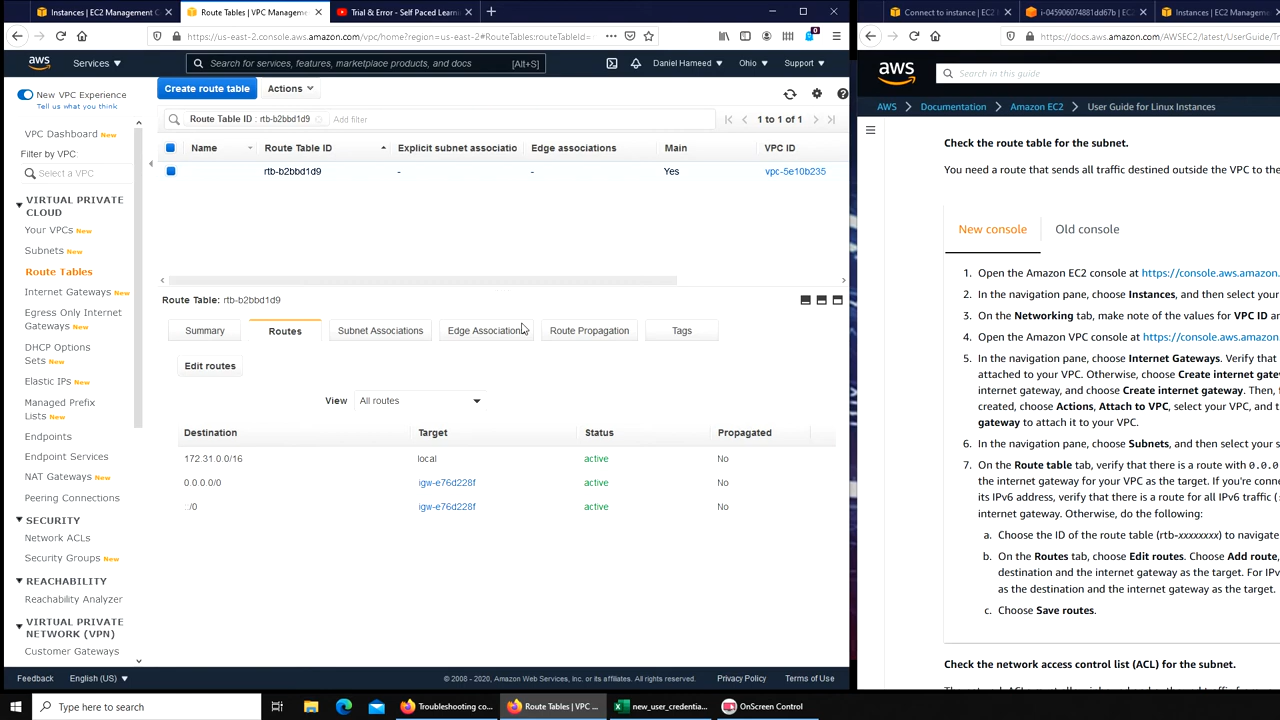 Instances | EC2 Management C
Route Tables | VPC Manageme
Trial & Error - Self Paced Learni
https://us-east-2.console.aws.amazon.com/vpc/home?region=us-east-2#RouteTables:routeTableId=
aws
Services
Search for services, features, marketplace products, and docs
[Alt+S]
Daniel Hameed
Ohio
Support
New VPC Experience
Tell us what you think
Create route table
Actions
VPC Dashboard New
Filter by VPC:
Select a VPC
VIRTUAL PRIVATE
CLOUD
Your VPCs New
Subnets New
Route Tables
Internet Gateways New
Egress Only Internet
Gateways New
DHCP Options
Sets New
Elastic IPs New
Managed Prefix
Lists New
Endpoints
Endpoint Services
NAT Gateways New
Peering Connections
SECURITY
Network ACLs
Security Groups New
REACHABILITY
Reachability Analyzer
VIRTUAL PRIVATE
NETWORK (VPN)
Customer Gateways
Route Table ID : rtb-b2bbd1d9
Add filter
1 to 1 of 1
Name
Route Table ID
Explicit subnet associatio
Edge associations
Main
VPC ID
rtb-b2bbd1d9
-
-
Yes
vpc-5e10b235
Route Table: rtb-b2bbd1d9
Summary
Routes
Subnet Associations
Edge Associations
Route Propagation
Tags
Edit routes
View
All routes
Destination
Target
Status
Propagated
172.31.0.0/16
local
active
No
0.0.0.0/0
igw-e76d228f
active
No
::/0
igw-e76d228f
active
No
Feedback
English (US)
© 2008 - 2020, Amazon Web Services, Inc. or its affiliates. All rights reserved.
Privacy Policy
Terms of Use
Connect to instance | EC2 I
i-045906074881dd67b | EC2
Instances | EC2 Manageme
https://docs.aws.amazon.com/AWSEC2/latest/UserGuide/Tr
aws
Search in this guide
AWS
Documentation
Amazon EC2
User Guide for Linux Instances
Check the route table for the subnet.
You need a route that sends all traffic destined outside the VPC to the
New console
Old console
1. Open the Amazon EC2 console at https://console.aws.amazon.
2. In the navigation pane, choose Instances, and then select your
3. On the Networking tab, make note of the values for VPC ID an
4. Open the Amazon VPC console at https://console.aws.amazon
5. In the navigation pane, choose Internet Gateways. Verify that
attached to your VPC. Otherwise, choose Create internet gate
internet gateway, and choose Create internet gateway. Then,
created, choose Actions, Attach to VPC, select your VPC, and t
gateway to attach it to your VPC.
6. In the navigation pane, choose Subnets, and then select your s
7. On the Route table tab, verify that there is a route with 0.0.0
the internet gateway for your VPC as the target. If you're conne
its IPv6 address, verify that there is a route for all IPv6 traffic (
internet gateway. Otherwise, do the following:
a. Choose the ID of the route table (rtb-xxxxxxxx) to navigate
b. On the Routes tab, choose Edit routes. Choose Add route,
destination and the internet gateway as the target. For IPv
as the destination and the internet gateway as the target.
c. Choose Save routes.
Check the network access control list (ACL) for the subnet.
Type here to search
Troubleshooting co...
Route Tables | VPC ...
new_user_credentia...
OnScreen Control